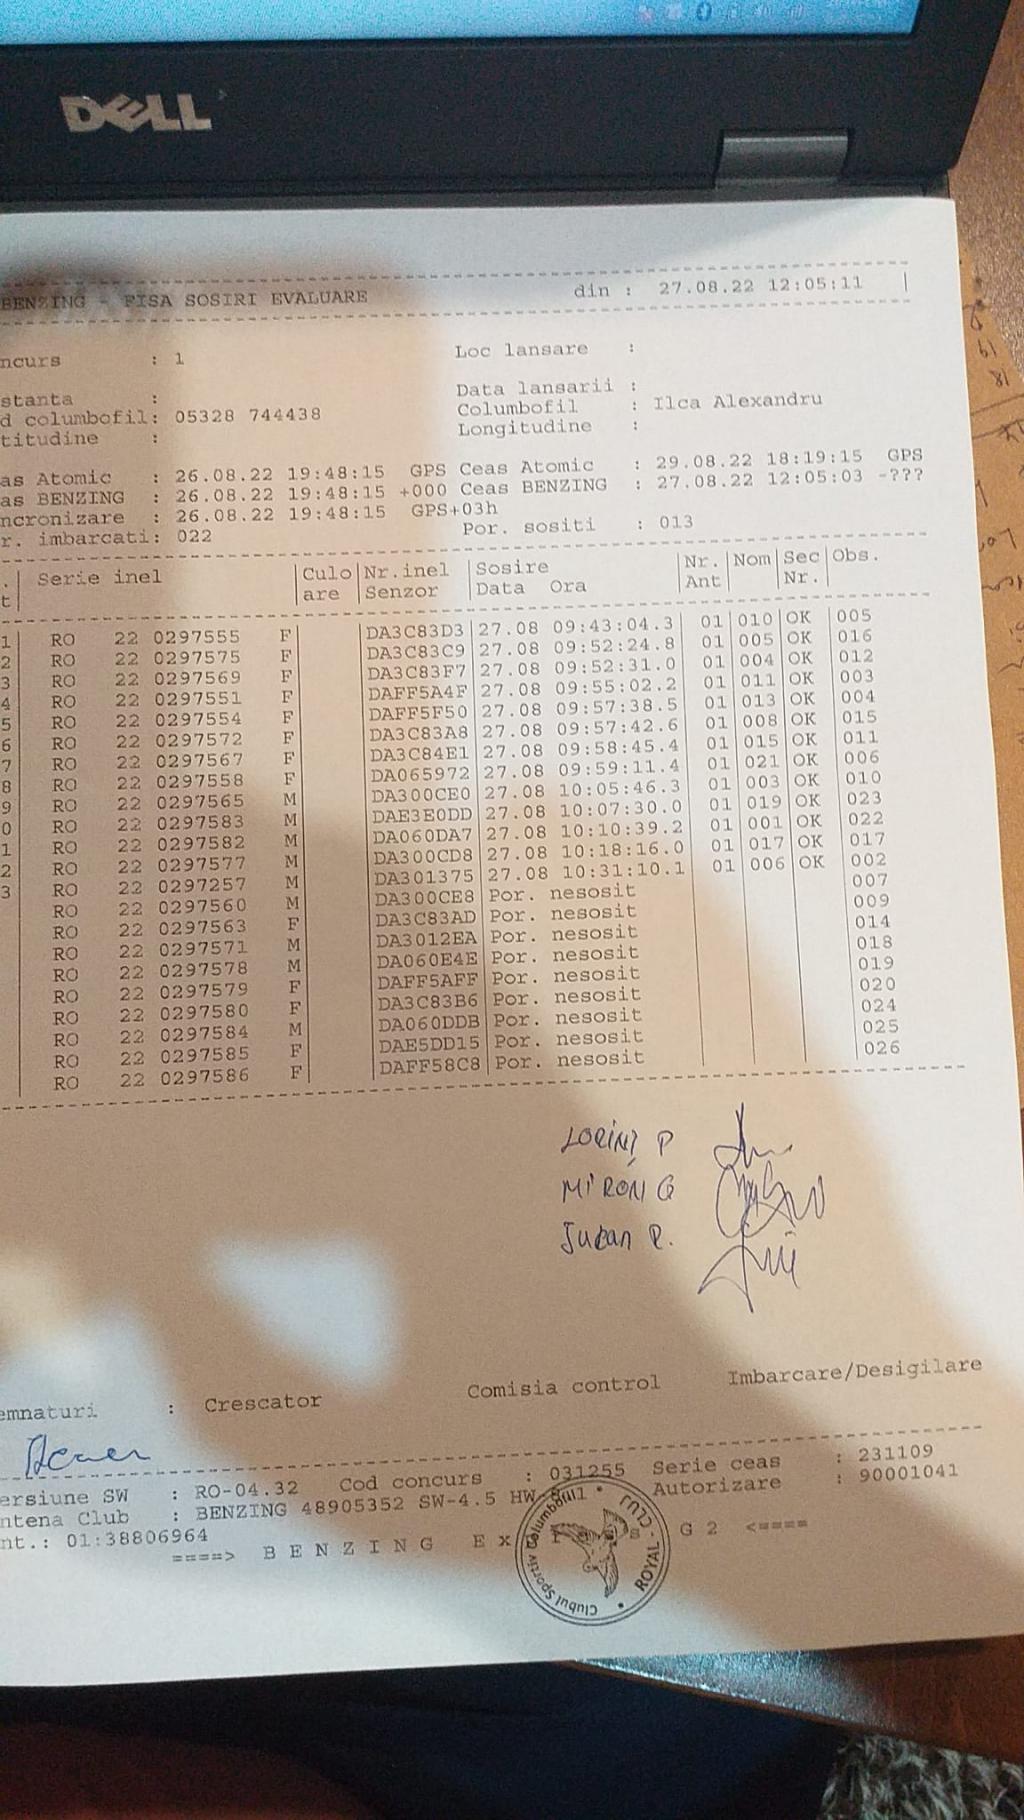 DELL
BENZING - FISA SOSIRI EVALUARE din : 27.08.22 12:05:11
ncurs : 1 Loc lansare :
stanta : Data lansarii :
d columbofil: 05328 744438 Columbofil : Ilca Alexandru
titudine : Longitudine :
as Atomic : 26.08.22 19:48:15 GPS Ceas Atomic : 29.08.22 18:19:15 GPS
as BENZING : 26.08.22 19:48:15 +000 Ceas BENZING : 27.08.22 12:05:03 -???
ncronizare : 26.08.22 19:48:15 GPS+03h
r. imbarcati: 022 Por. sositi : 013
. Serie inel Culo Nr.inel Sosire Nr. Nom Sec Obs.
t are Senzor Data Ora Ant Nr.
1 RO 22 0297555 F DA3C83D3 27.08 09:43:04.3 01 010 OK 005
2 RO 22 0297575 F DA3C83C9 27.08 09:52:24.8 01 005 OK 016
3 RO 22 0297569 F DA3C83F7 27.08 09:52:31.0 01 004 OK 012
4 RO 22 0297551 F DAFF5A4F 27.08 09:55:02.2 01 011 OK 003
5 RO 22 0297554 F DAFF5F50 27.08 09:57:38.5 01 013 OK 004
6 RO 22 0297572 F DA3C83A8 27.08 09:57:42.6 01 008 OK 015
7 RO 22 0297567 F DA3C84E1 27.08 09:58:45.4 01 015 OK 011
8 RO 22 0297558 F DA065972 27.08 09:59:11.4 01 021 OK 006
9 RO 22 0297565 M DA300CE0 27.08 10:05:46.3 01 003 OK 010
0 RO 22 0297583 M DAE3E0DD 27.08 10:07:30.0 01 019 OK 023
1 RO 22 0297582 M DA060DA7 27.08 10:10:39.2 01 001 OK 022
2 RO 22 0297577 M DA300CD8 27.08 10:18:16.0 01 017 OK 017
3 RO 22 0297257 M DA301375 27.08 10:31:10.1 01 006 OK 002
RO 22 0297560 M DA300CE8 Por. nesosit 007
RO 22 0297563 F DA3C83AD Por. nesosit 009
RO 22 0297571 M DA3012EA Por. nesosit 014
RO 22 0297578 M DA060E4E Por. nesosit 018
RO 22 0297579 F DAFF5AFF Por. nesosit 019
RO 22 0297580 F DA3C83B6 Por. nesosit 020
RO 22 0297584 M DA060DDB Por. nesosit 024
RO 22 0297585 F DAE5DD15 Por. nesosit 025
RO 22 0297586 F DAFF58C8 Por. nesosit 026
LORINȚ P
MIRON G
Juean R.
emnaturi : Crescator Comisia control Imbarcare/Desigilare
ersiune SW : RO-04.32 Cod concurs : 031255 Serie ceas : 231109
ntena Club : BENZING 48905352 SW-4.5 HW- Autorizare : 90001041
nt.: 01:38806964
====> BENZING Ex s G2 <====
Clubul Sportiv Columbofil • ROYAL - CLUJ •